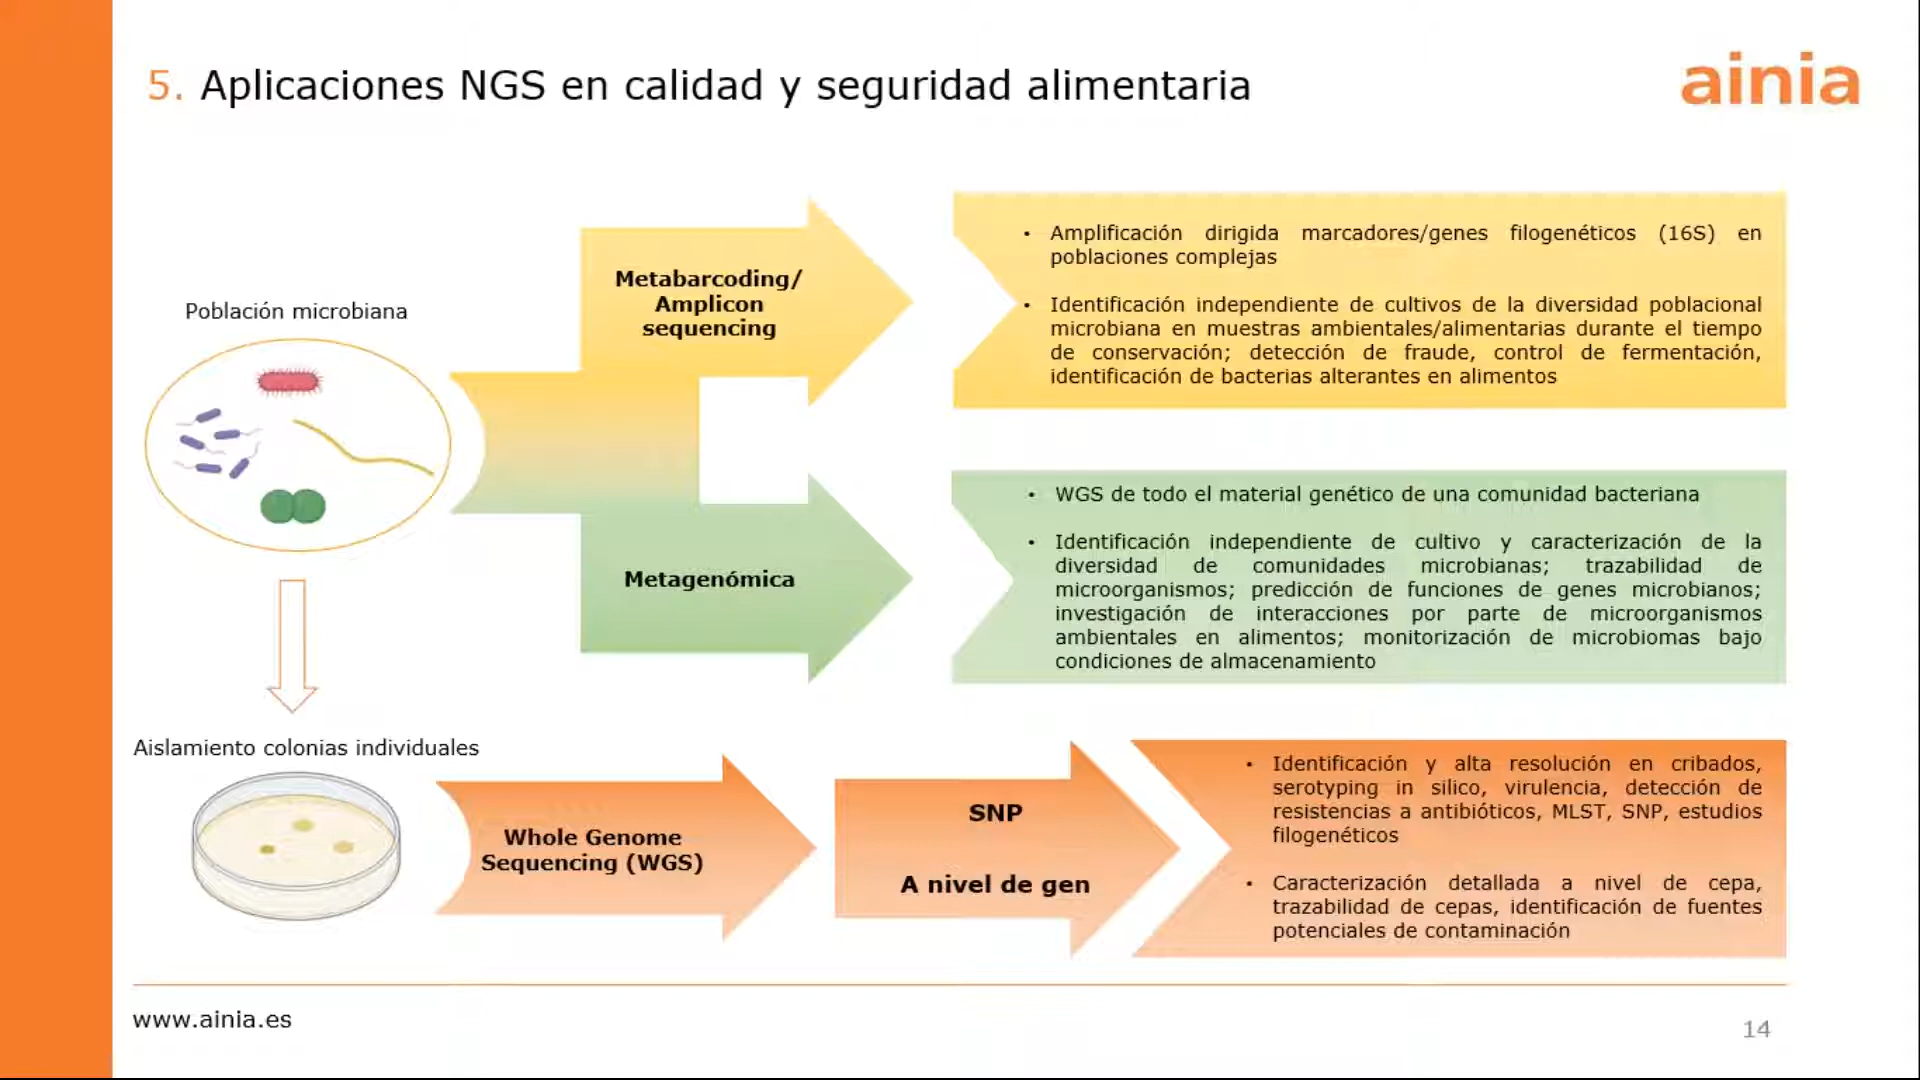 5. Aplicaciones NGS en calidad y seguridad alimentaria
ainia
Población microbiana
Metabarcoding/
Amplicon
sequencing
• Amplificación dirigida marcadores/genes filogenéticos (16S) en
poblaciones complejas
• Identificación independiente de cultivos de la diversidad poblacional
microbiana en muestras ambientales/alimentarias durante el tiempo
de conservación; detección de fraude, control de fermentación,
identificación de bacterias alterantes en alimentos
Metagenómica
• WGS de todo el material genético de una comunidad bacteriana
• Identificación independiente de cultivo y caracterización de la
diversidad de comunidades microbianas; trazabilidad de
microorganismos; predicción de funciones de genes microbianos;
investigación de interacciones por parte de microorganismos
ambientales en alimentos; monitorización de microbiomas bajo
condiciones de almacenamiento
Aislamiento colonias individuales
Whole Genome
Sequencing (WGS)
SNP
A nivel de gen
• Identificación y alta resolución en cribados,
serotyping in silico, virulencia, detección de
resistencias a antibióticos, MLST, SNP, estudios
filogenéticos
• Caracterización detallada a nivel de cepa,
trazabilidad de cepas, identificación de fuentes
potenciales de contaminación
www.ainia.es
14